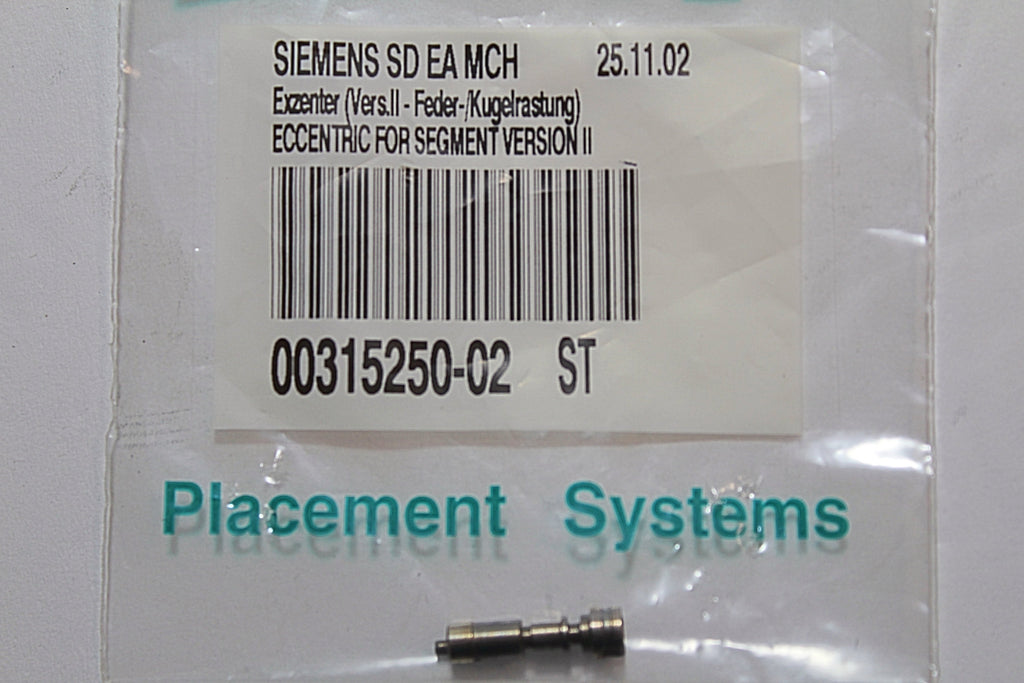 SIEMENS SD EA MCH 25.11.02
Exzenter (Vers.II - Feder-/Kugelrastung)
ECCENTRIC FOR SEGMENT VERSION II
00315250-02 ST
Placement Systems